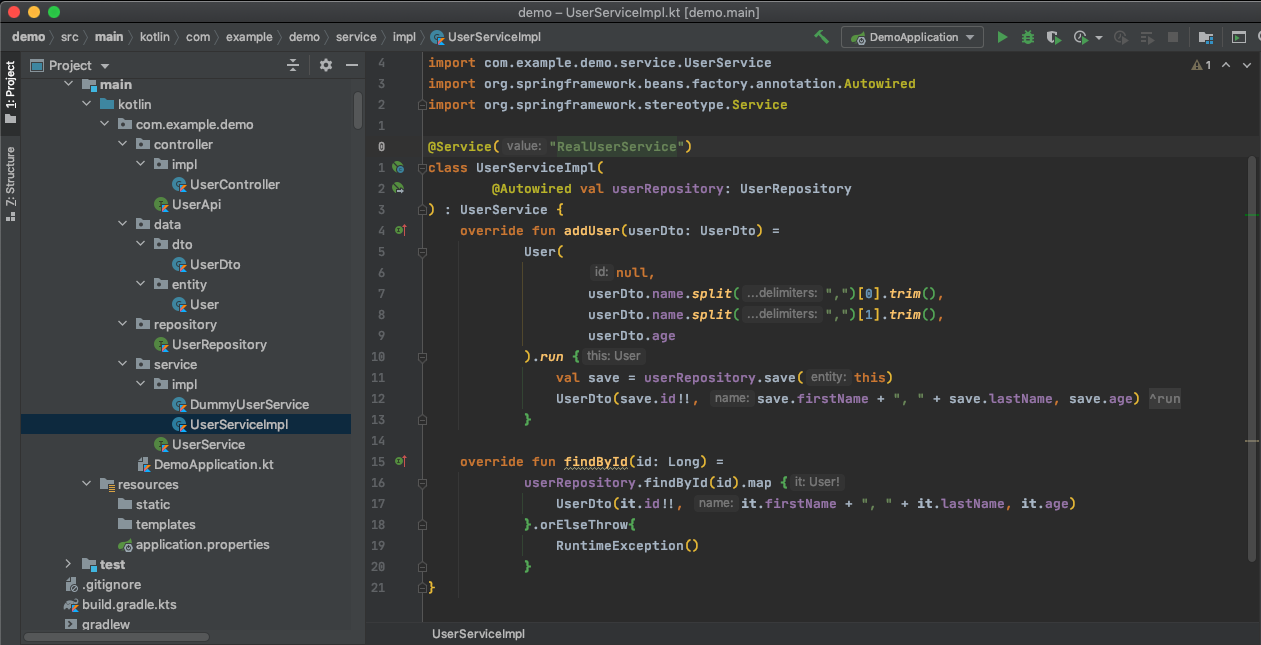 demo – UserServiceImpl.kt [demo.main]
demo src main kotlin com example demo service impl UserServiceImpl DemoApplication
1: Project
Z: Structure
Project
main
kotlin
com.example.demo
controller
impl
UserController
UserApi
data
dto
UserDto
entity
User
repository
UserRepository
service
impl
DummyUserService
UserServiceImpl
UserService
DemoApplication.kt
resources
static
templates
application.properties
test
.gitignore
build.gradle.kts
gradlew
1
4 import com.example.demo.service.UserService
3 import org.springframework.beans.factory.annotation.Autowired
2 import org.springframework.stereotype.Service
1
0 @Service( value: "RealUserService")
1 class UserServiceImpl(
2 @Autowired val userRepository: UserRepository
3 ) : UserService {
4 override fun addUser(userDto: UserDto) =
5 User(
6 id: null,
7 userDto.name.split( ...delimiters: ",")[0].trim(),
8 userDto.name.split( ...delimiters: ",")[1].trim(),
9 userDto.age
10 ).run { this: User
11 val save = userRepository.save( entity: this)
12 UserDto(save.id!!, name: save.firstName + ", " + save.lastName, save.age) ^run
13 }
14
15 override fun findById(id: Long) =
16 userRepository.findById(id).map { it: User!
17 UserDto(it.id!!, name: it.firstName + ", " + it.lastName, it.age)
18 }.orElseThrow{
19 RuntimeException()
20 }
21 }
UserServiceImpl